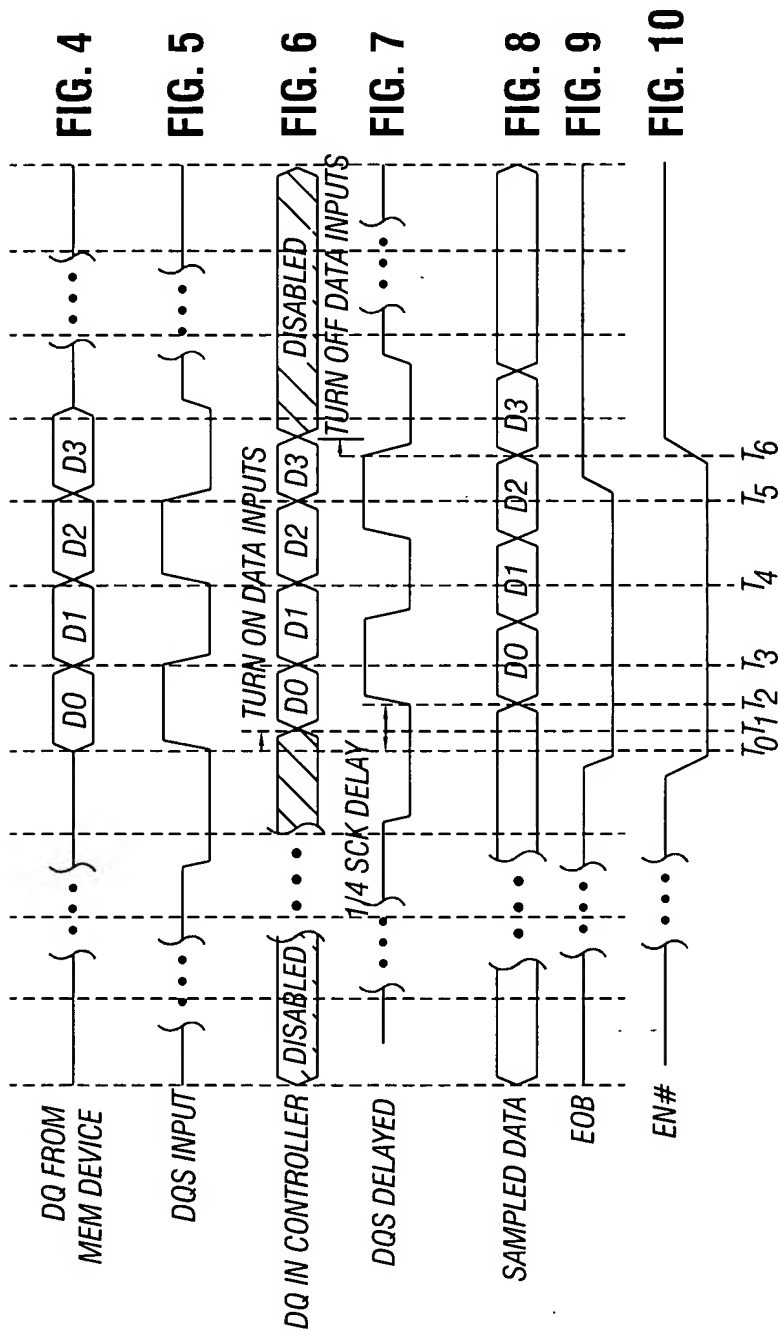 DQ FROM
MEM DEVICE
D0
D1
D2
D3
FIG. 4
DQS INPUT
FIG. 5
TURN ON DATA INPUTS
DQ IN CONTROLLER
DISABLED
D0
D1
D2
D3
DISABLED
FIG. 6
TURN OFF DATA INPUTS
1/4 SCK DELAY
DQS DELAYED
FIG. 7
SAMPLED DATA
D0
D1
D2
D3
FIG. 8
EOB
FIG. 9
EN#
FIG. 10
T0
T1
T2
T3
T4
T5
T6